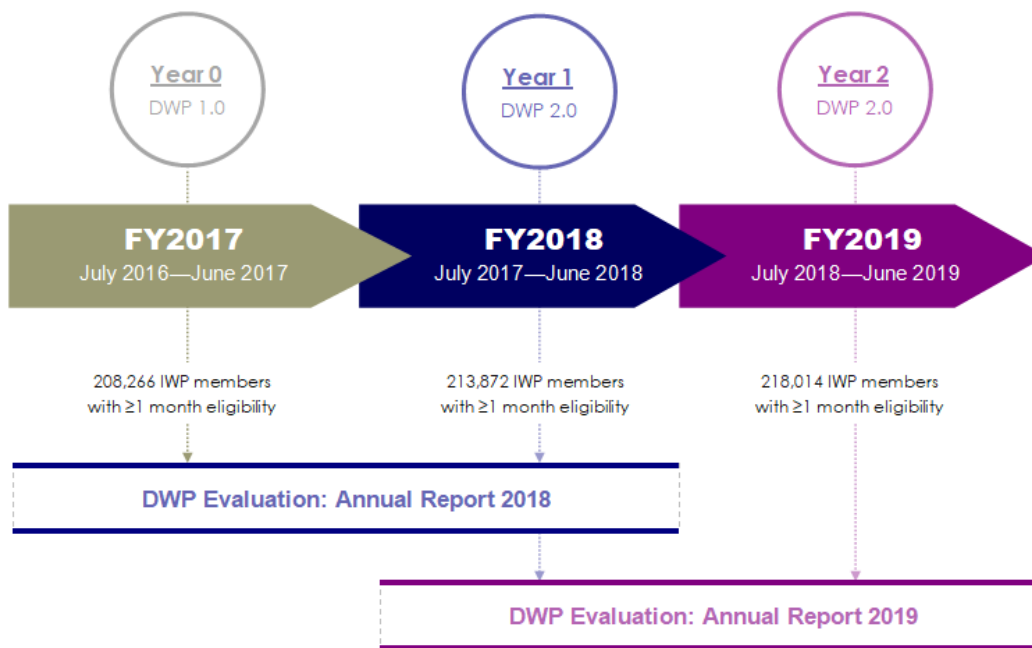 Year 0
DWP 1.0
Year 1
DWP 2.0
Year 2
DWP 2.0
FY2017
July 2016—June 2017
FY2018
July 2017—June 2018
FY2019
July 2018—June 2019
208,266 IWP members
with ≥1 month eligibility
213,872 IWP members
with ≥1 month eligibility
218,014 IWP members
with ≥1 month eligibility
DWP Evaluation: Annual Report 2018
DWP Evaluation: Annual Report 2019